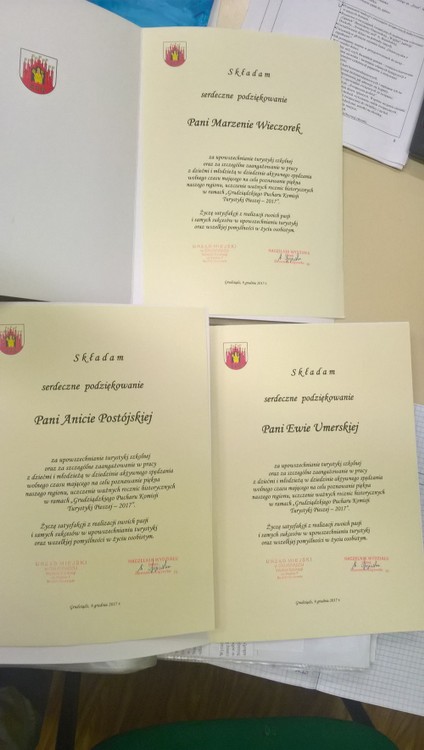 Składam
serdeczne podziękowanie
Pani Marzenie Wieczorek
za upowszechnianie turystyki szkolnej
oraz za szczególne zaangażowanie w pracy
z dziećmi i młodzieżą w dziedzinie aktywnego spędzania
wolnego czasu mającego na celu poznawanie piękna
naszego regionu, uczczenie ważnych rocznic historycznych
w ramach „Grudziądzkiego Pucharu Komisji
Turystyki Pieszej – 2017”.
Życzę satysfakcji z realizacji swoich pasji
i samych sukcesów w upowszechnianiu turystyki
oraz wszelkiej pomyślności w życiu osobistym.
Grudziądz, 6 grudnia 2017 r.
Składam
serdeczne podziękowanie
Pani Anicie Postójskiej
za upowszechnianie turystyki szkolnej
oraz za szczególne zaangażowanie w pracy
z dziećmi i młodzieżą w dziedzinie aktywnego spędzania
wolnego czasu mającego na celu poznawanie piękna
naszego regionu, uczczenie ważnych rocznic historycznych
w ramach „Grudziądzkiego Pucharu Komisji
Turystyki Pieszej – 2017”.
Życzę satysfakcji z realizacji swoich pasji
i samych sukcesów w upowszechnianiu turystyki
oraz wszelkiej pomyślności w życiu osobistym.
Grudziądz, 6 grudnia 2017 r.
Składam
serdeczne podziękowanie
Pani Ewie Umerskiej
za upowszechnianie turystyki szkolnej
oraz za szczególne zaangażowanie w pracy
z dziećmi i młodzieżą w dziedzinie aktywnego spędzania
wolnego czasu mającego na celu poznawanie piękna
naszego regionu, uczczenie ważnych rocznic historycznych
w ramach „Grudziądzkiego Pucharu Komisji
Turystyki Pieszej – 2017”.
Życzę satysfakcji z realizacji swoich pasji
i samych sukcesów w upowszechnianiu turystyki
oraz wszelkiej pomyślności w życiu osobistym.
Grudziądz, 6 grudnia 2017 r.